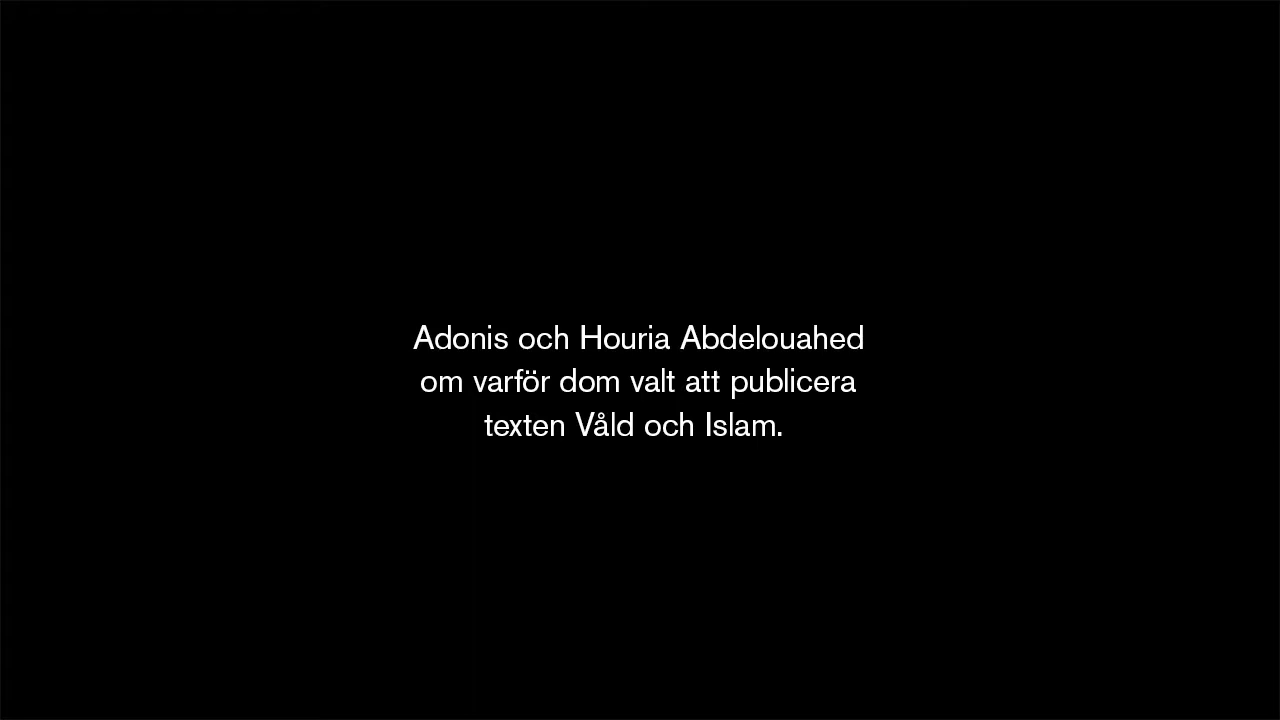 Adonis och Houria Abdelouahed
om varför dom valt att publicera
texten Våld och Islam.